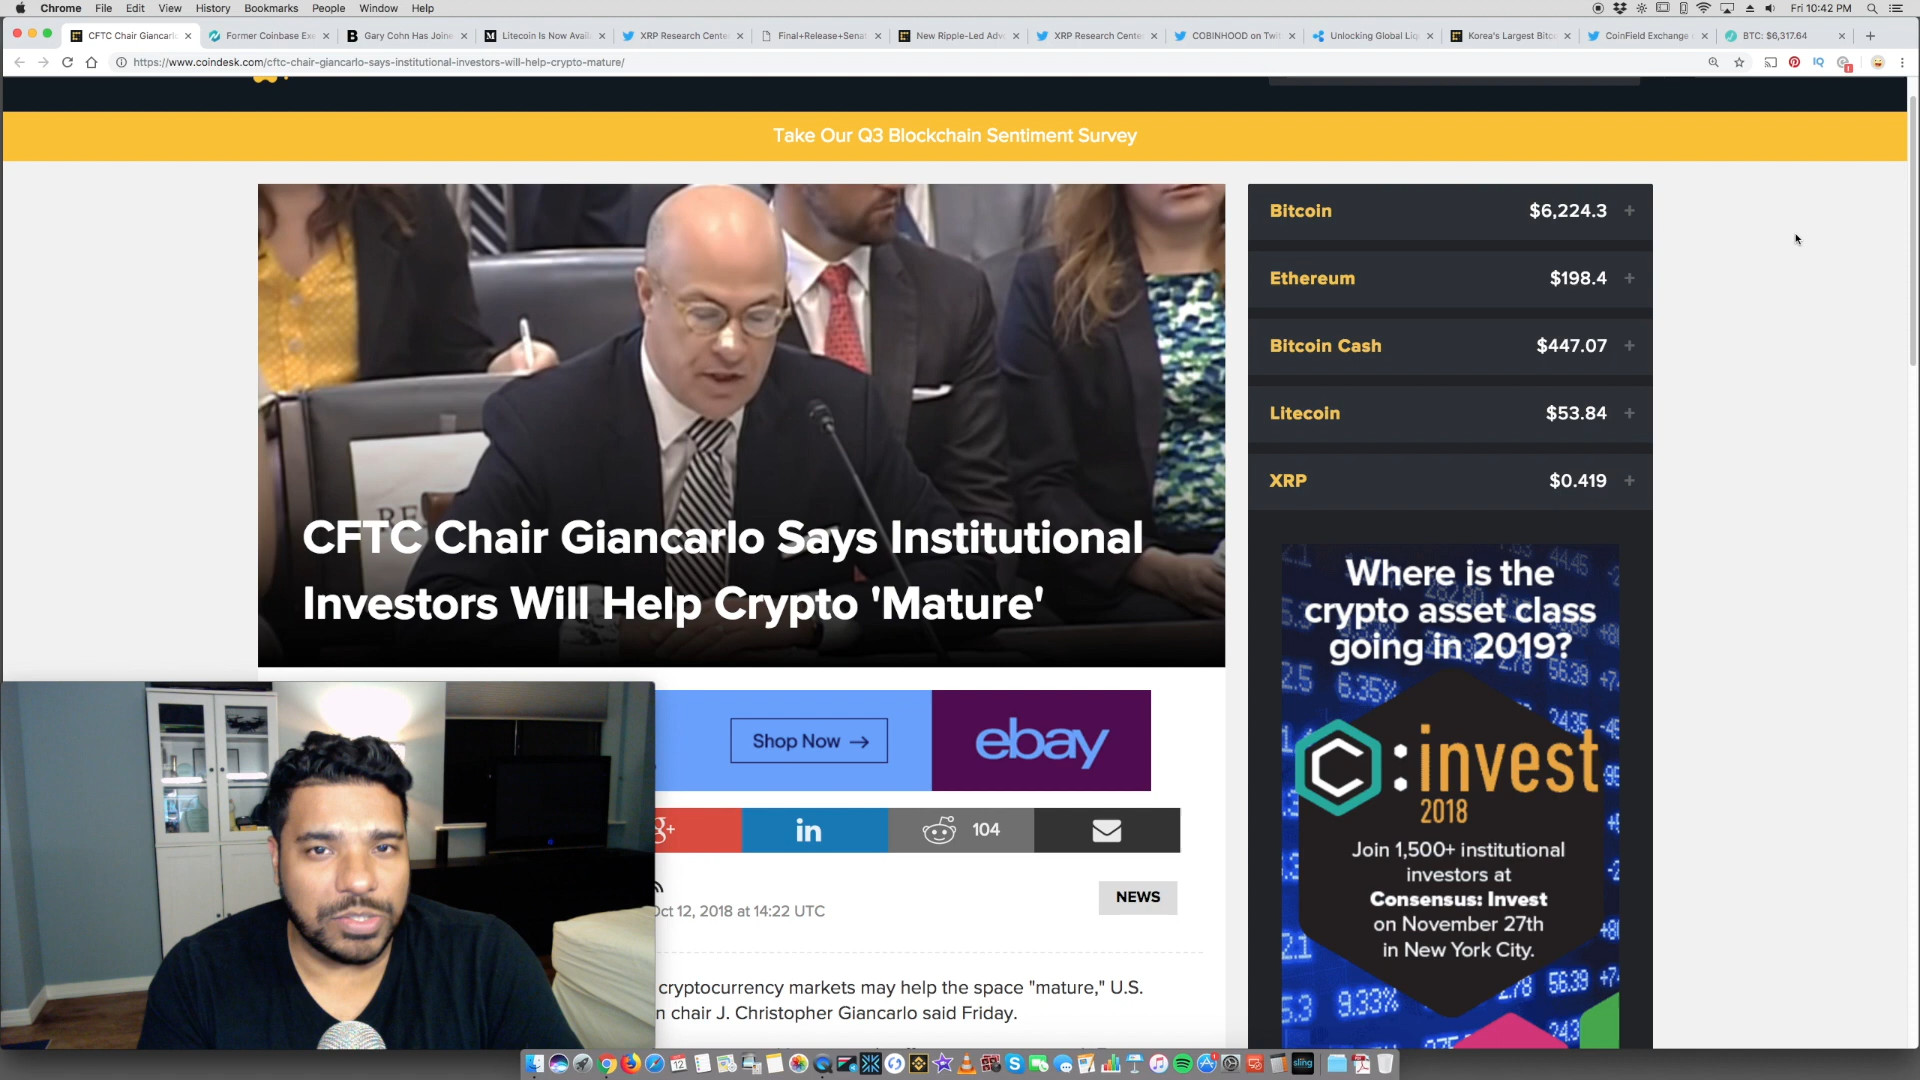 Chrome File Edit View History Bookmarks People Window Help
Fri 10:42 PM
CFTC Chair Giancarlo
Former Coinbase Exe
Gary Cohn Has Joine
Litecoin Is Now Avail
XRP Research Center
Final+Release+Senat
New Ripple-Led Advo
XRP Research Center
COBINHOOD on Twit
Unlocking Global Liq
Korea's Largest Bitco
CoinField Exchange
BTC: $6,317.64
https://www.coindesk.com/cftc-chair-giancarlo-says-institutional-investors-will-help-crypto-mature/
Take Our Q3 Blockchain Sentiment Survey
CFTC Chair Giancarlo Says Institutional
Investors Will Help Crypto 'Mature'
Bitcoin $6,224.3 +
Ethereum $198.4 +
Bitcoin Cash $447.07 +
Litecoin $53.84 +
XRP $0.419 +
Where is the
crypto asset class
going in 2019?
C:invest
2018
Join 1,500+ institutional
investors at
Consensus: Invest
on November 27th
in New York City.
Shop Now →
ebay
g+
in
104
Oct 12, 2018 at 14:22 UTC
NEWS
cryptocurrency markets may help the space "mature," U.S.
n chair J. Christopher Giancarlo said Friday.
sling